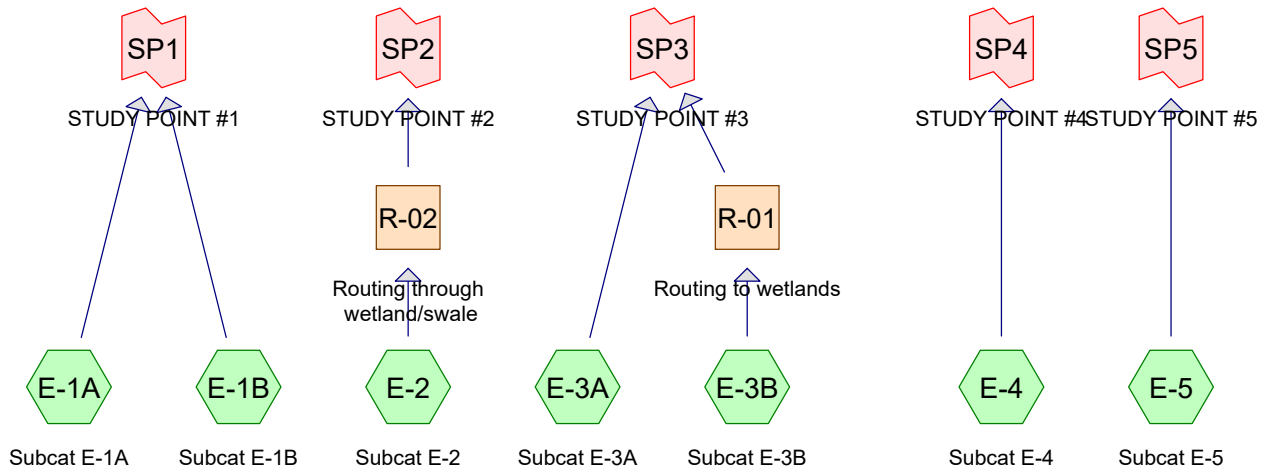 SP1
SP2
SP3
SP4
SP5
STUDY POINT #1
STUDY POINT #2
STUDY POINT #3
STUDY POINT #4
STUDY POINT #5
R-02
R-01
Routing through
wetland/swale
Routing to wetlands
E-1A
E-1B
E-2
E-3A
E-3B
E-4
E-5
Subcat E-1A
Subcat E-1B
Subcat E-2
Subcat E-3A
Subcat E-3B
Subcat E-4
Subcat E-5